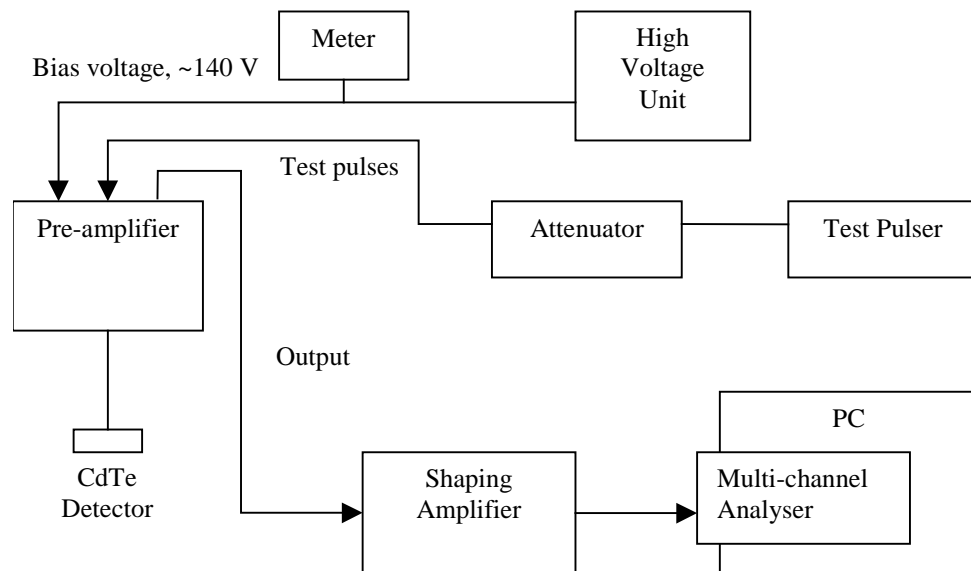 Meter
High
Voltage
Unit
Bias voltage, ~140 V
Test pulses
Pre-amplifier
Attenuator
Test Pulser
Output
PC
CdTe
Detector
Shaping
Amplifier
Multi-channel
Analyser